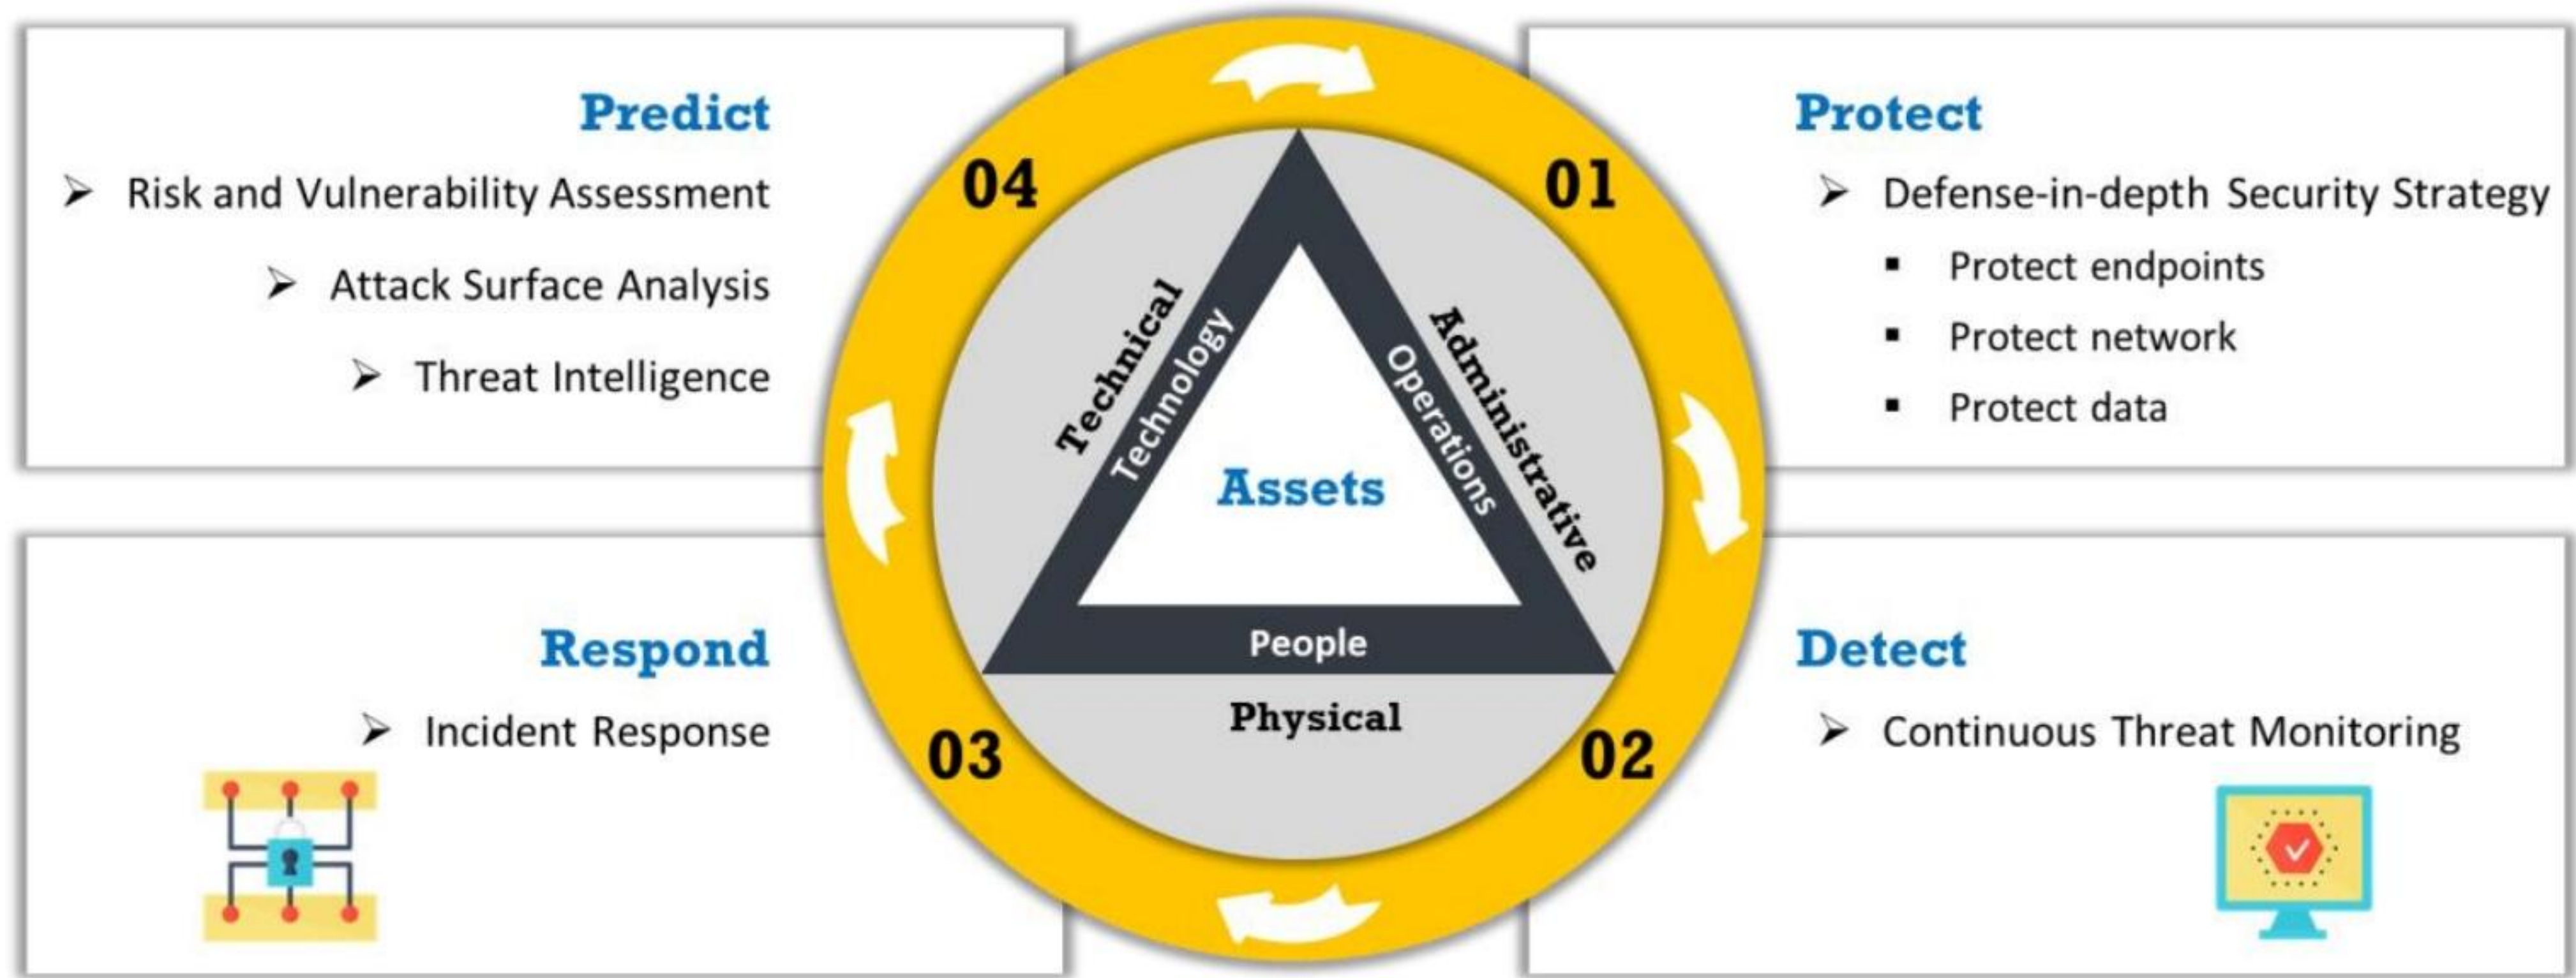 Predict
➢ Risk and Vulnerability Assessment
➢ Attack Surface Analysis
➢ Threat Intelligence
04
01
Protect
➢ Defense-in-depth Security Strategy
▪ Protect endpoints
▪ Protect network
▪ Protect data
Technical
Technology
Assets
Operations
Administrative
People
Physical
Respond
➢ Incident Response
03
02
Detect
➢ Continuous Threat Monitoring